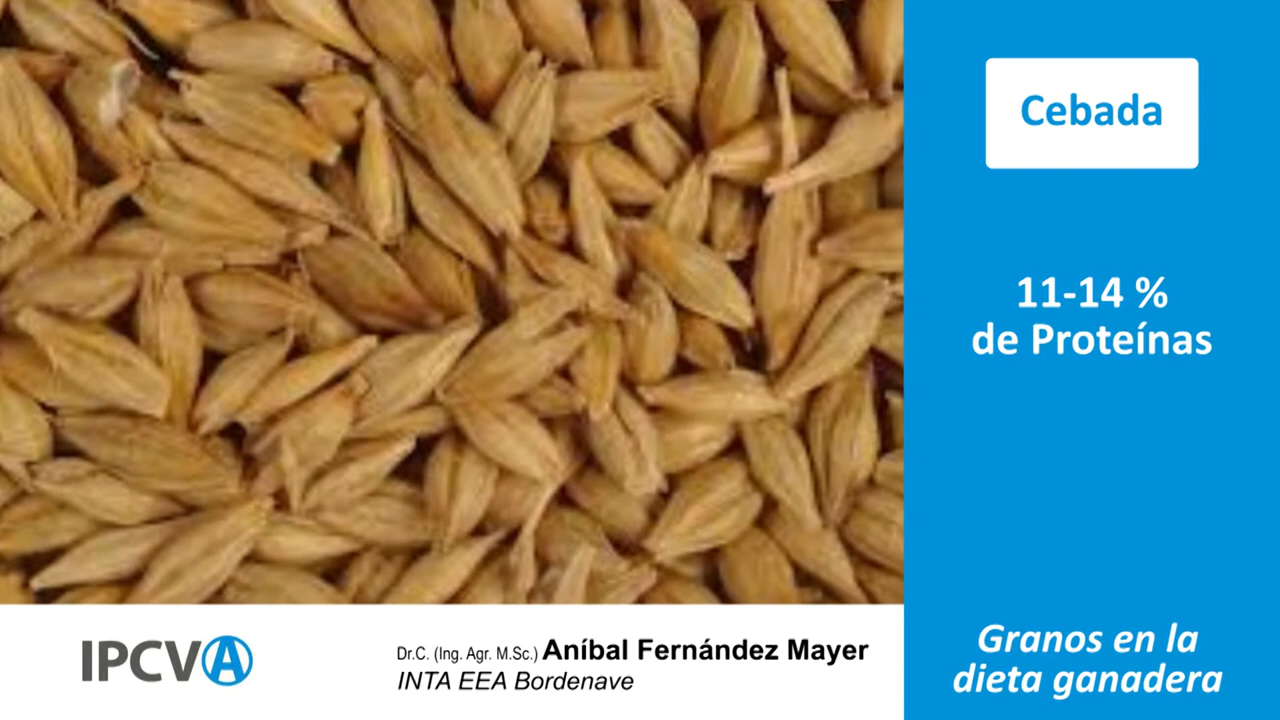 Cebada
11-14 %
de Proteínas
IPCVA
Dr.C. (Ing. Agr. M.Sc.) Aníbal Fernández Mayer
INTA EEA Bordenave
Granos en la
dieta ganadera